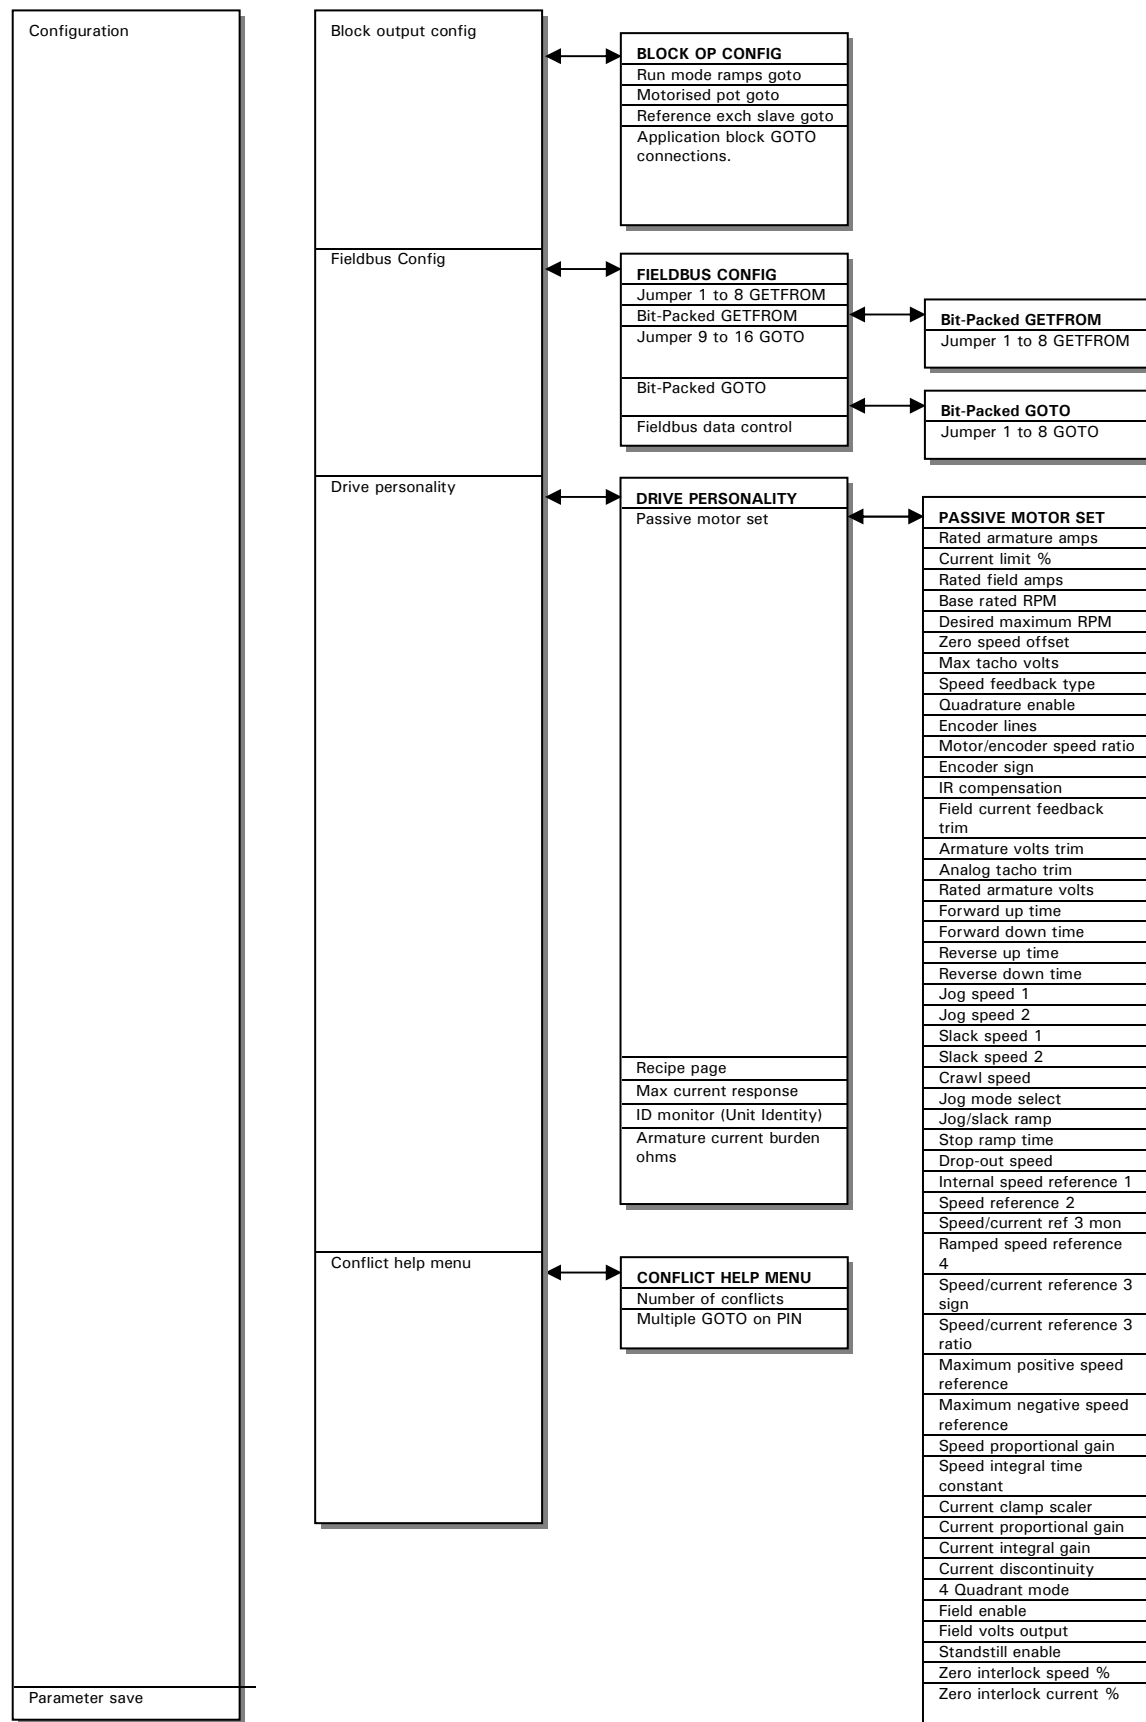 Configuration
Parameter save
Block output config
Fieldbus Config
Drive personality
Conflict help menu
BLOCK OP CONFIG
Run mode ramps goto
Motorised pot goto
Reference exch slave goto
Application block GOTO
connections.
FIELDBUS CONFIG
Jumper 1 to 8 GETFROM
Bit-Packed GETFROM
Jumper 9 to 16 GOTO
Bit-Packed GOTO
Fieldbus data control
Bit-Packed GETFROM
Jumper 1 to 8 GETFROM
Bit-Packed GOTO
Jumper 1 to 8 GOTO
DRIVE PERSONALITY
Passive motor set
Recipe page
Max current response
ID monitor (Unit Identity)
Armature current burden
ohms
CONFLICT HELP MENU
Number of conflicts
Multiple GOTO on PIN
PASSIVE MOTOR SET
Rated armature amps
Current limit %
Rated field amps
Base rated RPM
Desired maximum RPM
Zero speed offset
Max tacho volts
Speed feedback type
Quadrature enable
Encoder lines
Motor/encoder speed ratio
Encoder sign
IR compensation
Field current feedback
trim
Armature volts trim
Analog tacho trim
Rated armature volts
Forward up time
Forward down time
Reverse up time
Reverse down time
Jog speed 1
Jog speed 2
Slack speed 1
Slack speed 2
Crawl speed
Jog mode select
Jog/slack ramp
Stop ramp time
Drop-out speed
Internal speed reference 1
Speed reference 2
Speed/current ref 3 mon
Ramped speed reference
4
Speed/current reference 3
sign
Speed/current reference 3
ratio
Maximum positive speed
reference
Maximum negative speed
reference
Speed proportional gain
Speed integral time
constant
Current clamp scaler
Current proportional gain
Current integral gain
Current discontinuity
4 Quadrant mode
Field enable
Field volts output
Standstill enable
Zero interlock speed %
Zero interlock current %